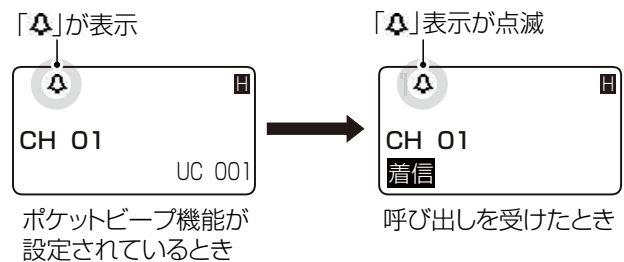 「🔔」が表示
H
CH 01
UC 001
ポケットビープ機能が
設定されているとき
「🔔」表示が点滅
H
CH 01
着信
呼び出しを受けたとき